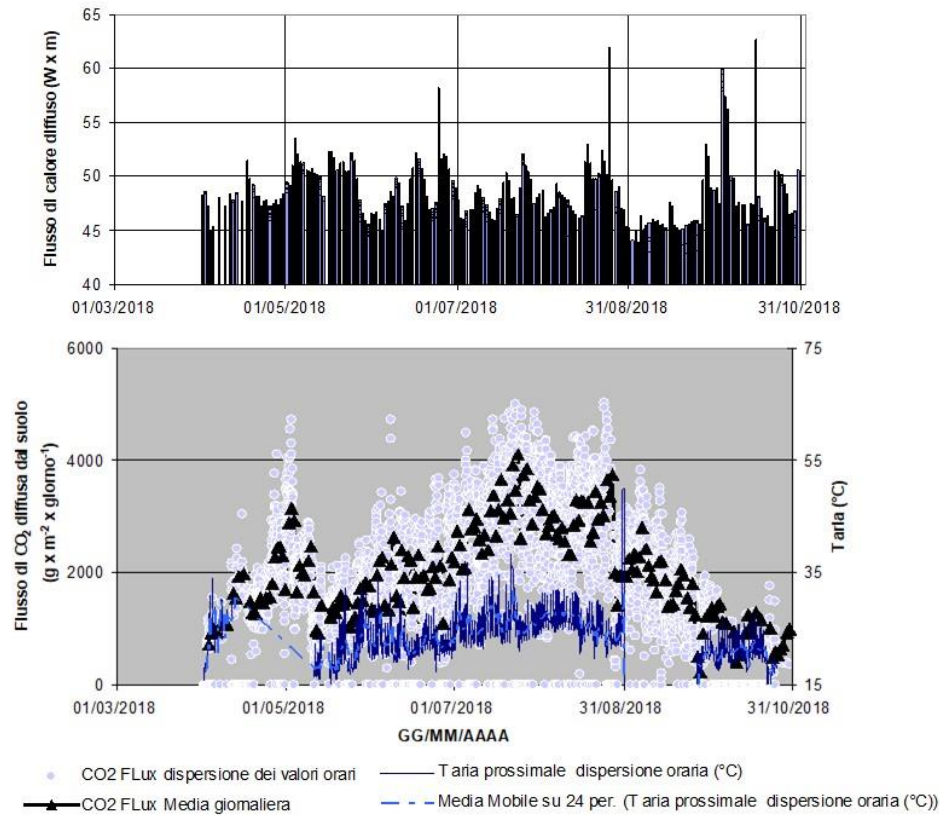 65
60
55
50
45
40
Flusso di calore diffuso (W x m)
01/03/2018 01/05/2018 01/07/2018 31/08/2018 31/10/2018
6000
4000
2000
0
Flusso di CO2 diffusa dal suolo
(g x m-2 x giorno-1)
75
55
35
15
Taria (°C)
01/03/2018 01/05/2018 01/07/2018 31/08/2018 31/10/2018
GG/MM/AAAA
CO2 FLux dispersione dei valori orari
Taria prossimale dispersione oraria (°C)
CO2 FLux Media giornaliera
Media Mobile su 24 per. (Taria prossimale dispersione oraria (°C))